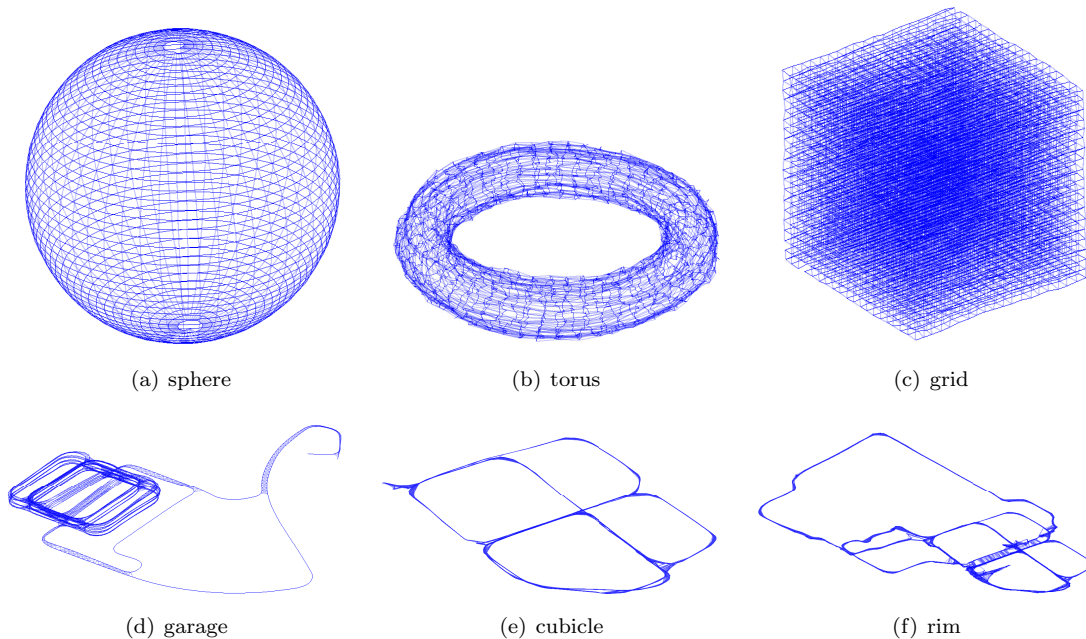 (a) sphere
(b) torus
(c) grid
(d) garage
(e) cubicle
(f) rim